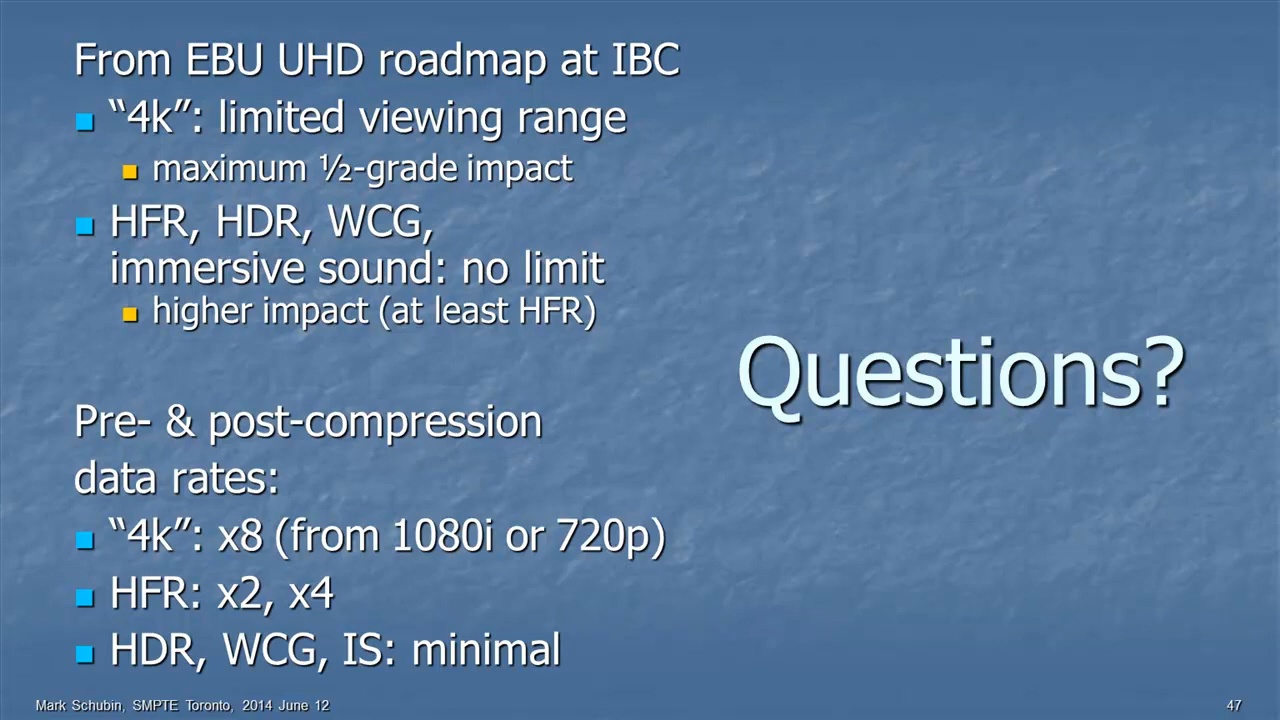 From EBU UHD roadmap at IBC
“4k”: limited viewing range
maximum ½-grade impact
HFR, HDR, WCG,
immersive sound: no limit
higher impact (at least HFR)
Questions?
Pre- & post-compression
data rates:
“4k”: x8 (from 1080i or 720p)
HFR: x2, x4
HDR, WCG, IS: minimal
Mark Schubin, SMPTE Toronto, 2014 June 12
47